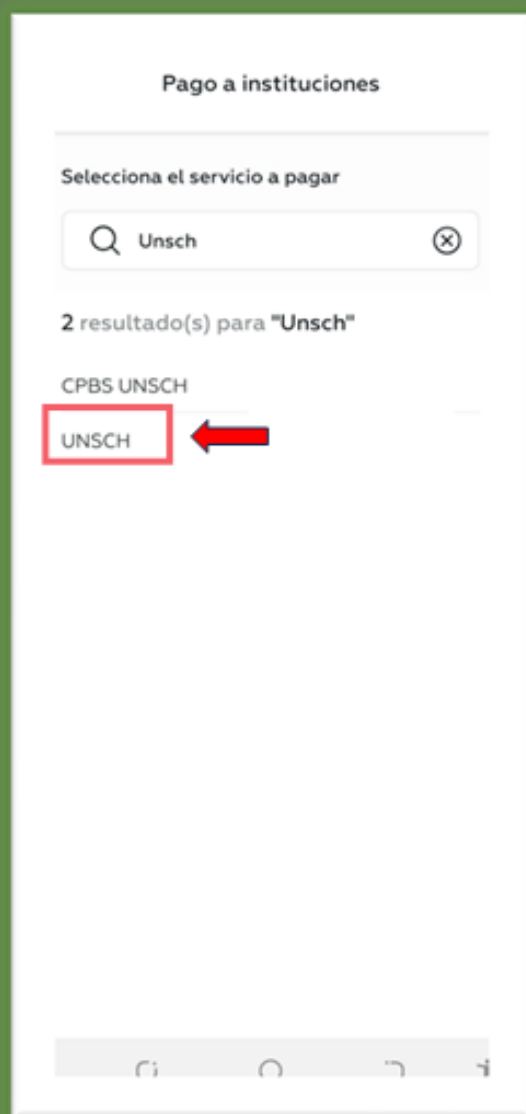 Pago a instituciones
Selecciona el servicio a pagar
Unsch
2 resultado(s) para "Unsch"
CPBS UNSCH
UNSCH